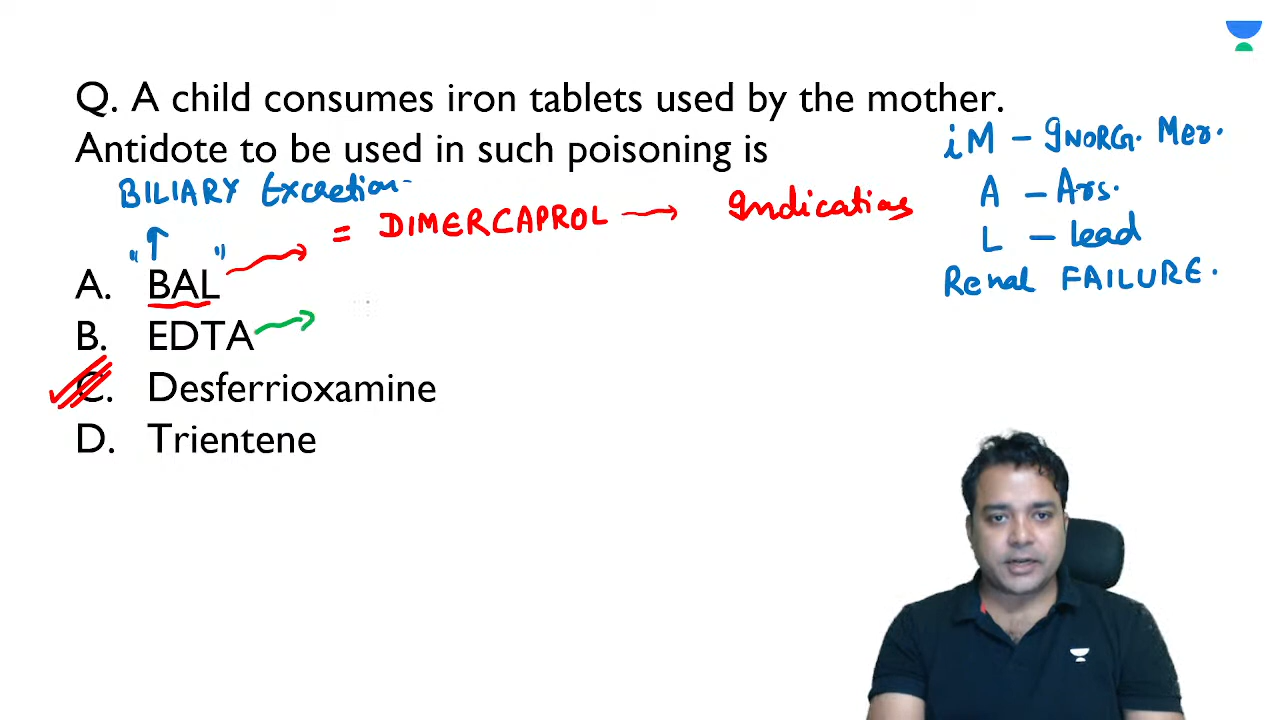 Q. A child consumes iron tablets used by the mother.
Antidote to be used in such poisoning is
iM – INORG. Mer.
BILIARY Excretion
A – Ars.
= DIMERCAPROL → Indications
L – lead
A. BAL
Renal FAILURE.
B. EDTA
C. Desferrioxamine
D. Trientene